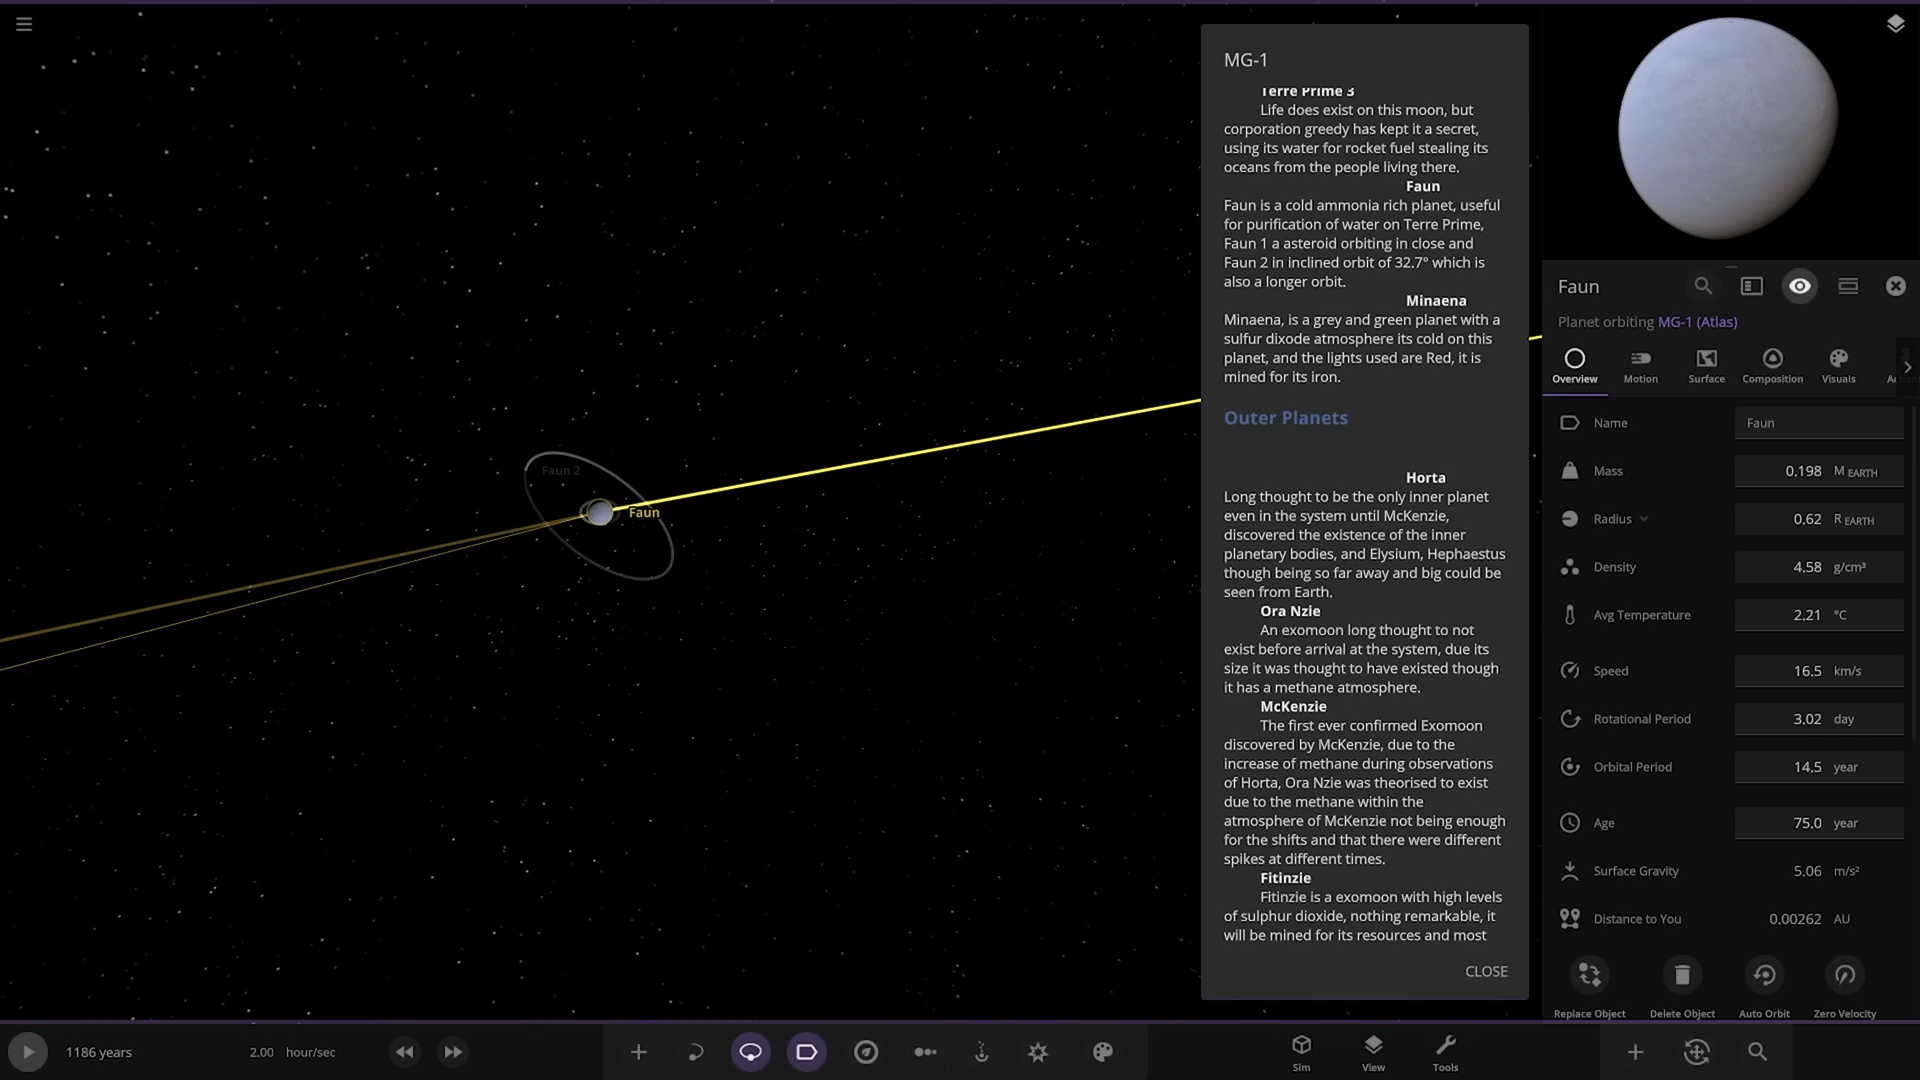 MG-1
Terre Prime 3
Life does exist on this moon, but
corporation greedy has kept it a secret,
using its water for rocket fuel stealing its
oceans from the people living there.
Faun
Faun is a cold ammonia rich planet, useful
for purification of water on Terre Prime,
Faun 1 a asteroid orbiting in close and
Faun 2 in inclined orbit of 32.7° which is
also a longer orbit.
Minaena
Minaena, is a grey and green planet with a
sulfur dixode atmosphere its cold on this
planet, and the lights used are Red, it is
mined for its iron.
Outer Planets
Horta
Long thought to be the only inner planet
even in the system until McKenzie,
discovered the existence of the inner
planetary bodies, and Elysium, Hephaestus
though being so far away and big could be
seen from Earth.
Ora Nzie
An exomoon long thought to not
exist before arrival at the system, due its
size it was thought to have existed though
it has a methane atmosphere.
McKenzie
The first ever confirmed Exomoon
discovered by McKenzie, due to the
increase of methane during observations
of Horta, Ora Nzie was theorised to exist
due to the methane within the
atmosphere of McKenzie not being enough
for the shifts and that there were different
spikes at different times.
Fitinzie
Fitinzie is a exomoon with high levels
of sulphur dioxide, nothing remarkable, it
will be mined for its resources and most
CLOSE
Faun 2
Faun
Faun
Planet orbiting MG-1 (Atlas)
Overview Motion Surface Composition Visuals
Name Faun
Mass 0.198 M EARTH
Radius 0.62 R EARTH
Density 4.58 g/cm³
Avg Temperature 2.21 °C
Speed 16.5 km/s
Rotational Period 3.02 day
Orbital Period 14.5 year
Age 75.0 year
Surface Gravity 5.06 m/s²
Distance to You 0.00262 AU
Replace Object Delete Object Auto Orbit Zero Velocity
1186 years 2.00 hour/sec
Sim View Tools